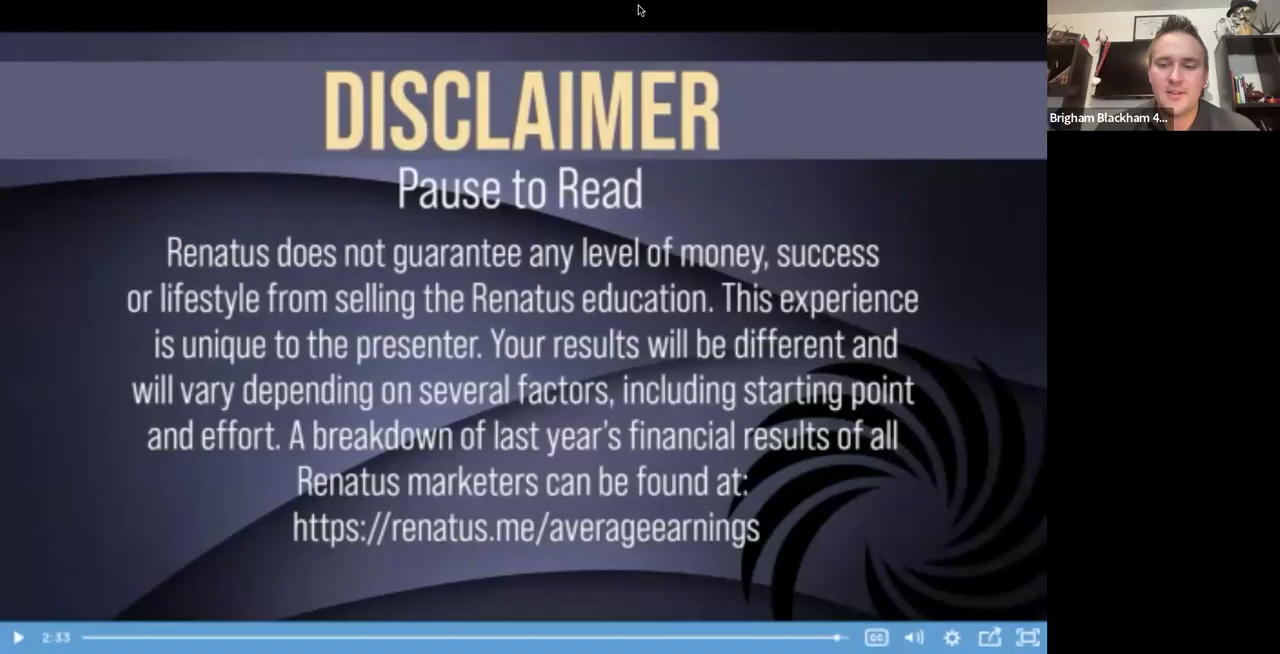 DISCLAIMER
Pause to Read
Renatus does not guarantee any level of money, success
or lifestyle from selling the Renatus education. This experience
is unique to the presenter. Your results will be different and
will vary depending on several factors, including starting point
and effort. A breakdown of last year's financial results of all
Renatus marketers can be found at:
https://renatus.me/averageearnings
Brigham Blackham 4...
2:33
CC